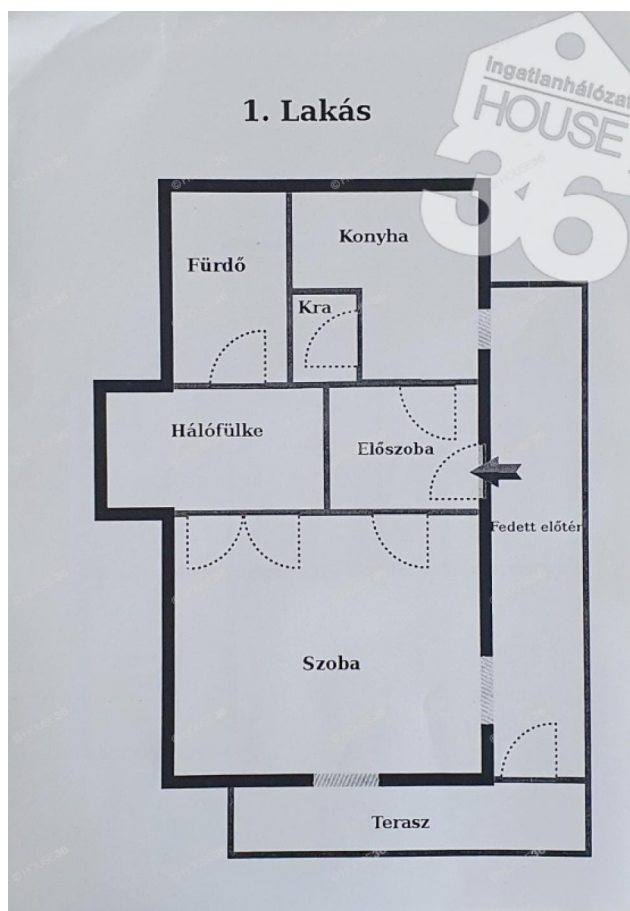 Ingatlanhálózat
HOUSE
36
1. Lakás
Konyha
Fürdő
Kra
Hálófülke
Előszoba
Fedett előtér
Szoba
Terasz